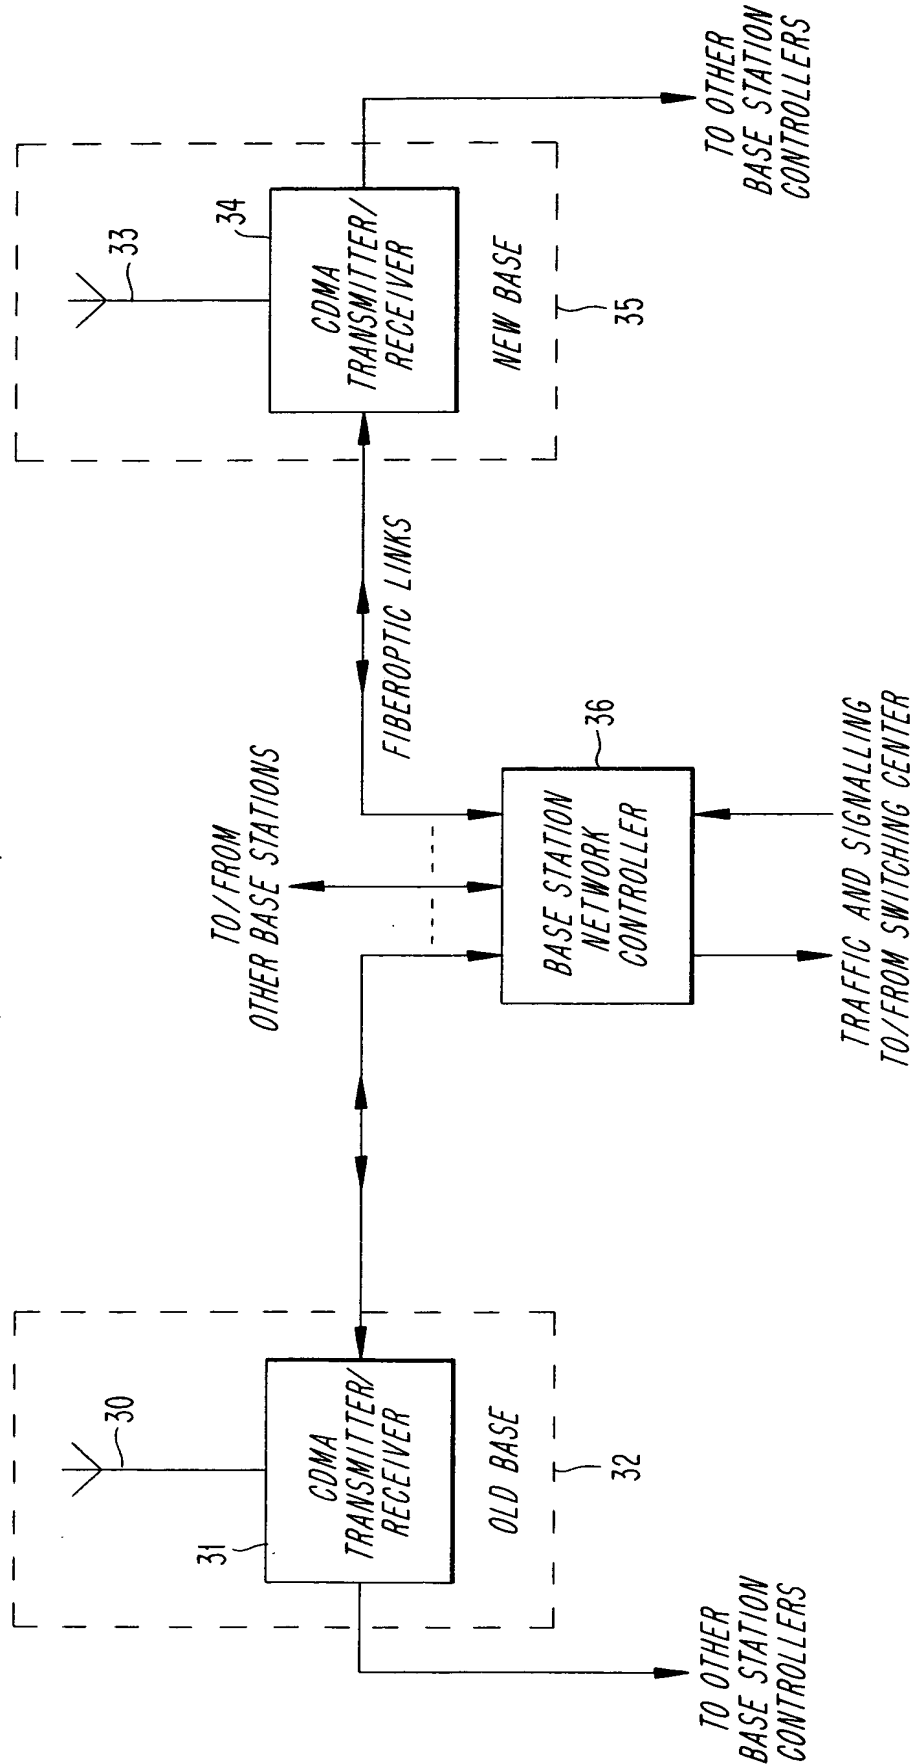 30
31
CDMA
TRANSMITTER/
RECEIVER
OLD BASE
32
TO OTHER
BASE STATION
CONTROLLERS
TO/FROM
OTHER BASE STATIONS
FIBEROPTIC LINKS
BASE STATION
NETWORK
CONTROLLER
36
TRAFFIC AND SIGNALLING
TO/FROM SWITCHING CENTER
33
34
CDMA
TRANSMITTER/
RECEIVER
NEW BASE
35
TO OTHER
BASE STATION
CONTROLLERS